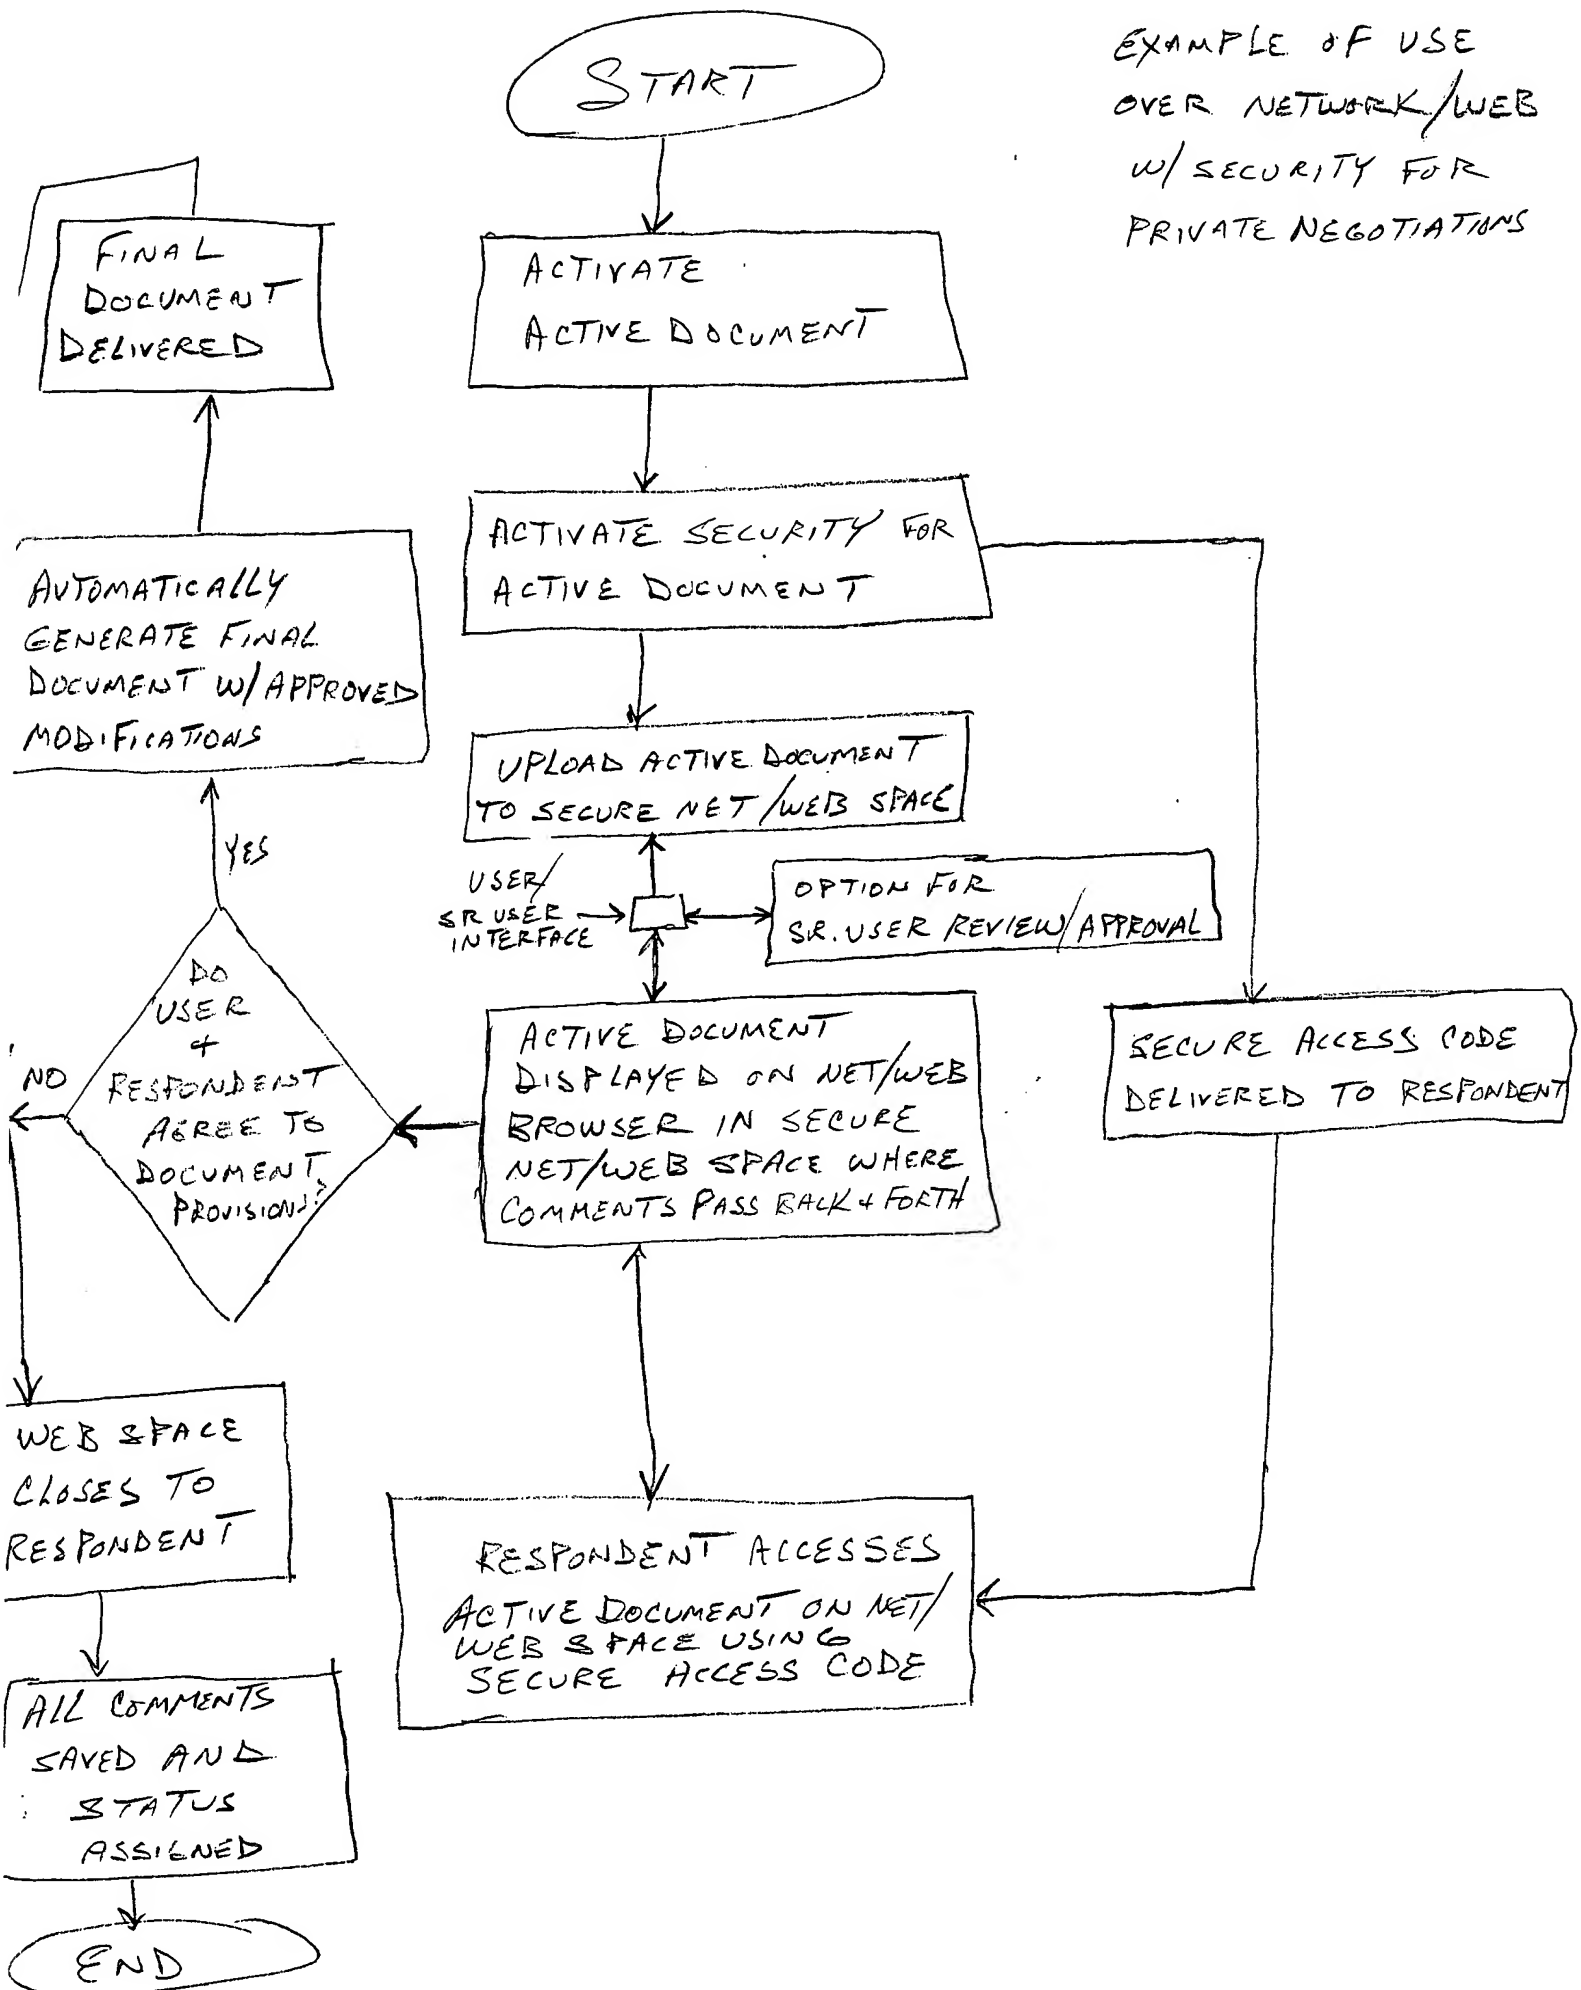 START
EXAMPLE OF USE
OVER NETWORK/WEB
W/ SECURITY FOR
PRIVATE NEGOTIATIONS
ACTIVATE
ACTIVE DOCUMENT
ACTIVATE SECURITY FOR
ACTIVE DOCUMENT
UPLOAD ACTIVE DOCUMENT
TO SECURE NET/WEB SPACE
USER/
SR USER
INTERFACE
OPTION FOR
SR. USER REVIEW/APPROVAL
ACTIVE DOCUMENT
DISPLAYED ON NET/WEB
BROWSER IN SECURE
NET/WEB SPACE WHERE
COMMENTS PASS BACK + FORTH
SECURE ACCESS CODE
DELIVERED TO RESPONDENT
RESPONDENT ACCESSES
ACTIVE DOCUMENT ON NET/
WEB SPACE USING
SECURE ACCESS CODE
FINAL
DOCUMENT
DELIVERED
AUTOMATICALLY
GENERATE FINAL
DOCUMENT W/APPROVED
MODIFICATIONS
YES
DO
USER
+
RESPONDENT
AGREE TO
DOCUMENT
PROVISIONS?
NO
WEB SPACE
CLOSES TO
RESPONDENT
ALL COMMENTS
SAVED AND
STATUS
ASSIGNED
END